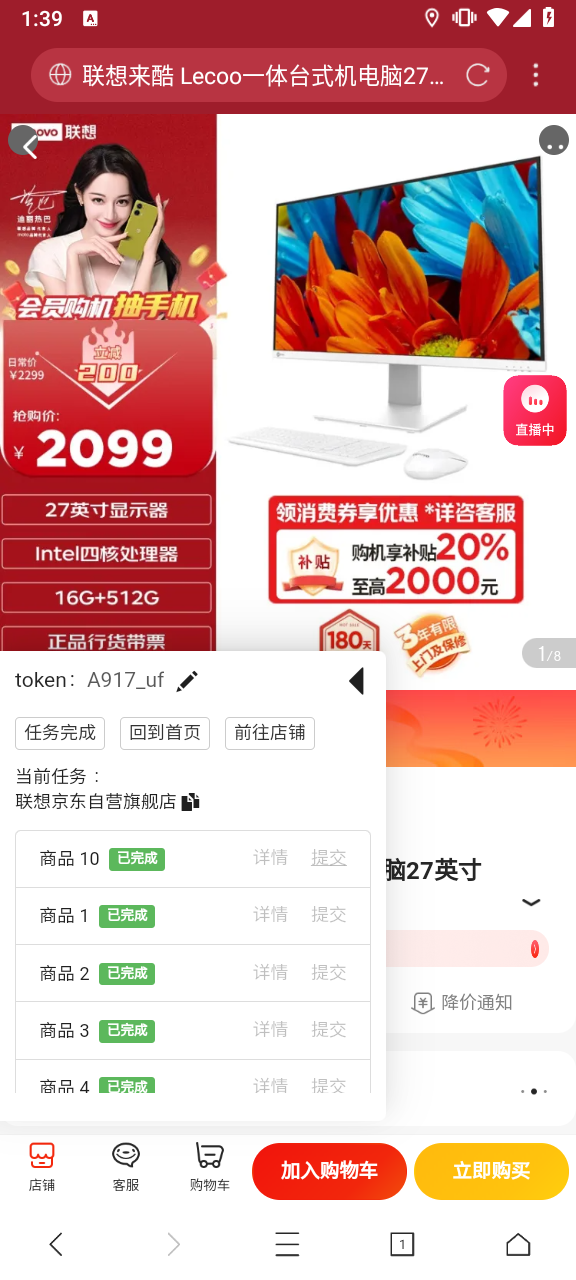 1:39
A
联想来酷 Lecoo一体台式机电脑27...
ovo 联想
迪丽热巴
会员购机抽手机
立减
200
日常价
¥2299
抢购价:
¥ 2099
27英寸显示器
Intel四核处理器
16G+512G
正品行货带票
直播中
领消费券享优惠 *详咨客服
补贴
购机享补贴20%
至高2000元
180天
3年有限
上门及保修
1/8
token: A917_uf
任务完成
回到首页
前往店铺
当前任务：
联想京东自营旗舰店
商品 10 已完成 详情 提交
商品 1 已完成 详情 提交
商品 2 已完成 详情 提交
商品 3 已完成 详情 提交
商品 4 已完成 详情 提交
脑27英寸
降价通知
店铺
客服
购物车
加入购物车
立即购买
1